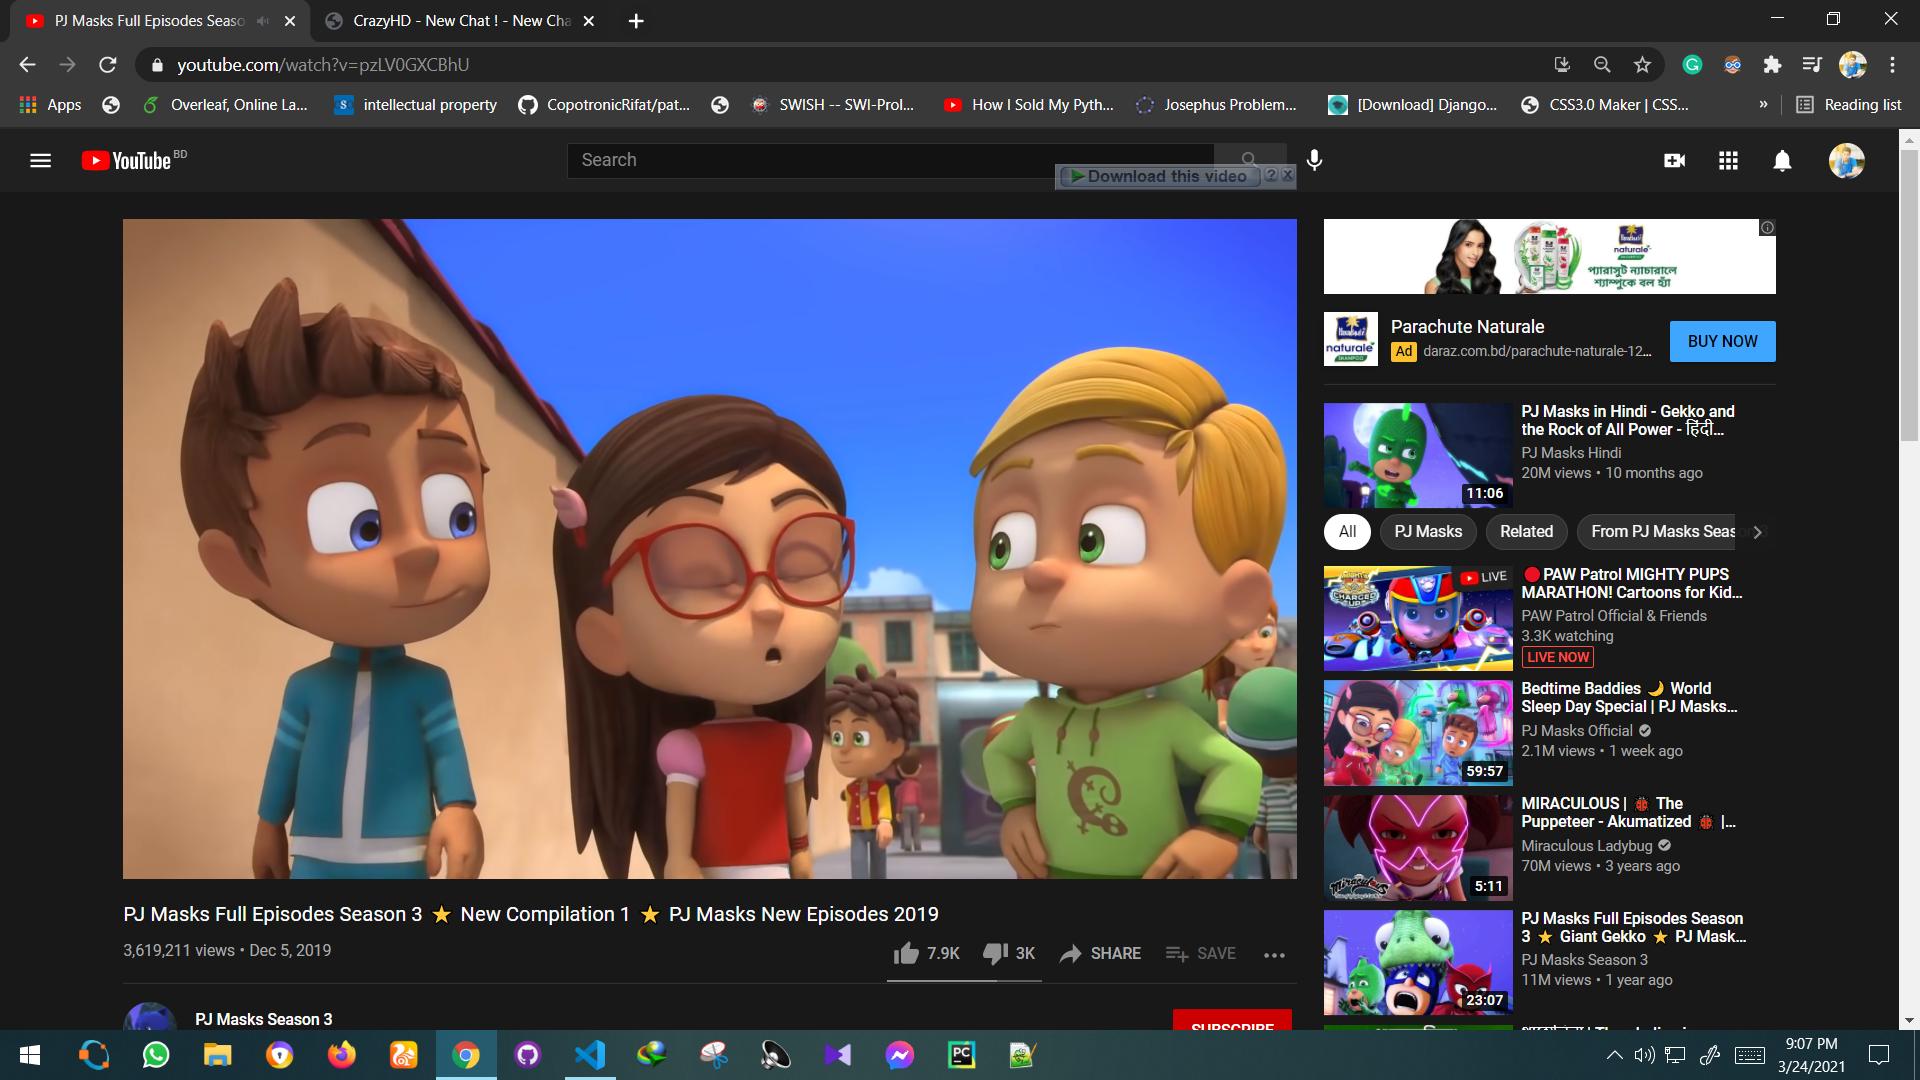 PJ Masks Full Episodes Seaso
CrazyHD - New Chat ! - New Cha
youtube.com/watch?v=pzLV0GXCBhU
Apps
Overleaf, Online La...
intellectual property
CopotronicRifat/pat...
SWISH -- SWI-Prol...
How I Sold My Pyth...
Josephus Problem...
[Download] Django...
CSS3.0 Maker | CSS...
»
Reading list
YouTube BD
Search
Download this video
naturale
প্যারাসুট ন্যাচারালে
শ্যাম্পুকে বল হ্যাঁ
naturale
SHAMPOO
Parachute Naturale
Ad daray.com.bd/parachute-naturale-12...
BUY NOW
PJ Masks in Hindi - Gekko and
the Rock of All Power - हिंदी...
PJ Masks Hindi
20M views • 10 months ago
11:06
All
PJ Masks
Related
From PJ Masks Seas
LIVE
CHARGED UP
PAW Patrol MIGHTY PUPS
MARATHON! Cartoons for Kid...
PAW Patrol Official & Friends
3.3K watching
LIVE NOW
Bedtime Baddies 🌙 World
Sleep Day Special | PJ Masks...
PJ Masks Official
2.1M views • 1 week ago
59:57
MIRACULOUS | 🐞 The
Puppeteer - Akumatized 🐞 |...
Miraculous Ladybug
70M views • 3 years ago
Miraculous
5:11
PJ Masks Full Episodes Season
3 ⭐ Giant Gekko ⭐ PJ Mask...
PJ Masks Season 3
11M views • 1 year ago
23:07
PJ Masks Full Episodes Season 3 ⭐ New Compilation 1 ⭐ PJ Masks New Episodes 2019
3,619,211 views • Dec 5, 2019
7.9K
3K
SHARE
SAVE
PJ Masks Season 3
SUBSCRIBE
PC
9:07 PM
3/24/2021